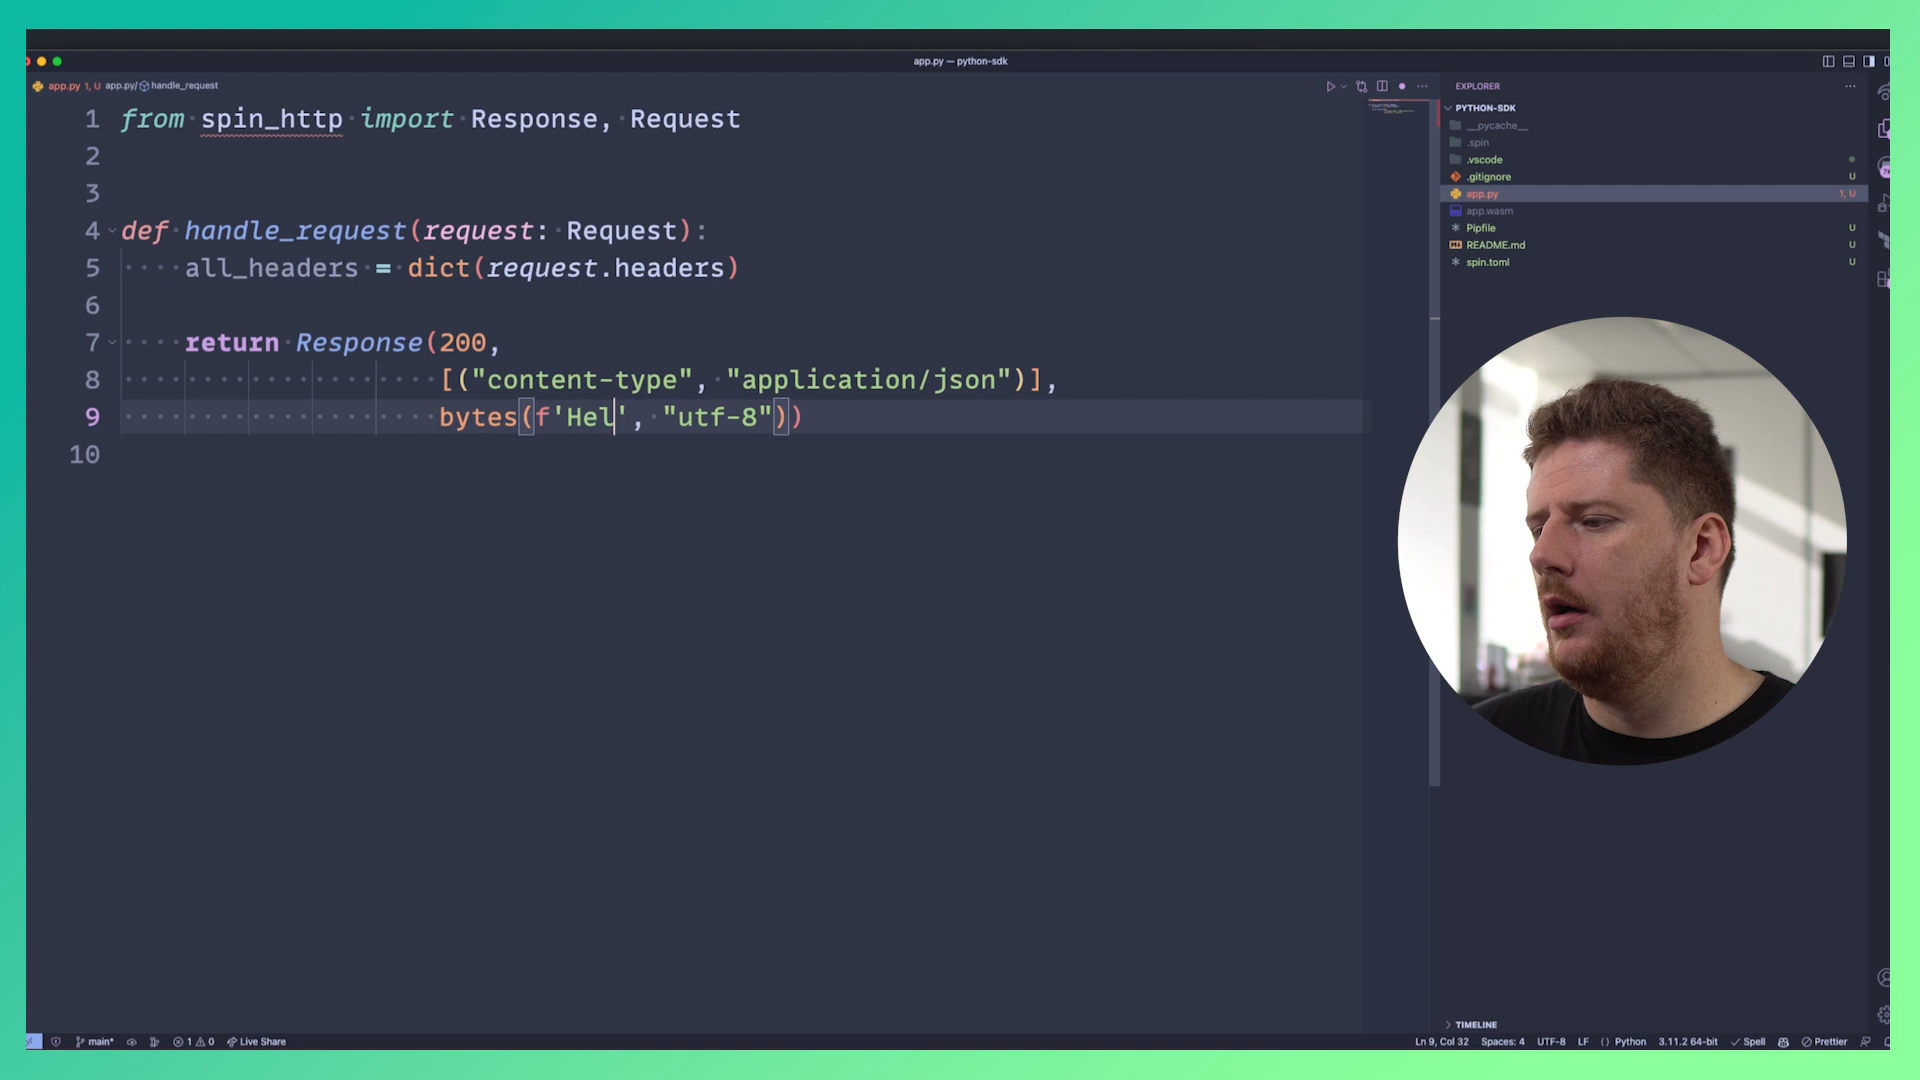 app.py — python-sdk
app.py 1, U app.py/ handle_request
EXPLORER
PYTHON-SDK
__pycache__
.spin
.vscode
.gitignore U
app.py 1, U
app.wasm
Pipfile U
README.md U
spin.toml U
1 from spin_http import Response, Request
2
3
4 def handle_request(request: Request):
5 all_headers = dict(request.headers)
6
7 return Response(200,
8 [("content-type", "application/json")],
9 bytes(f'Hel', "utf-8"))
10
TIMELINE
main* 1 0 Live Share
Ln 9, Col 32 Spaces: 4 UTF-8 LF Python 3.11.2 64-bit Spell Prettier